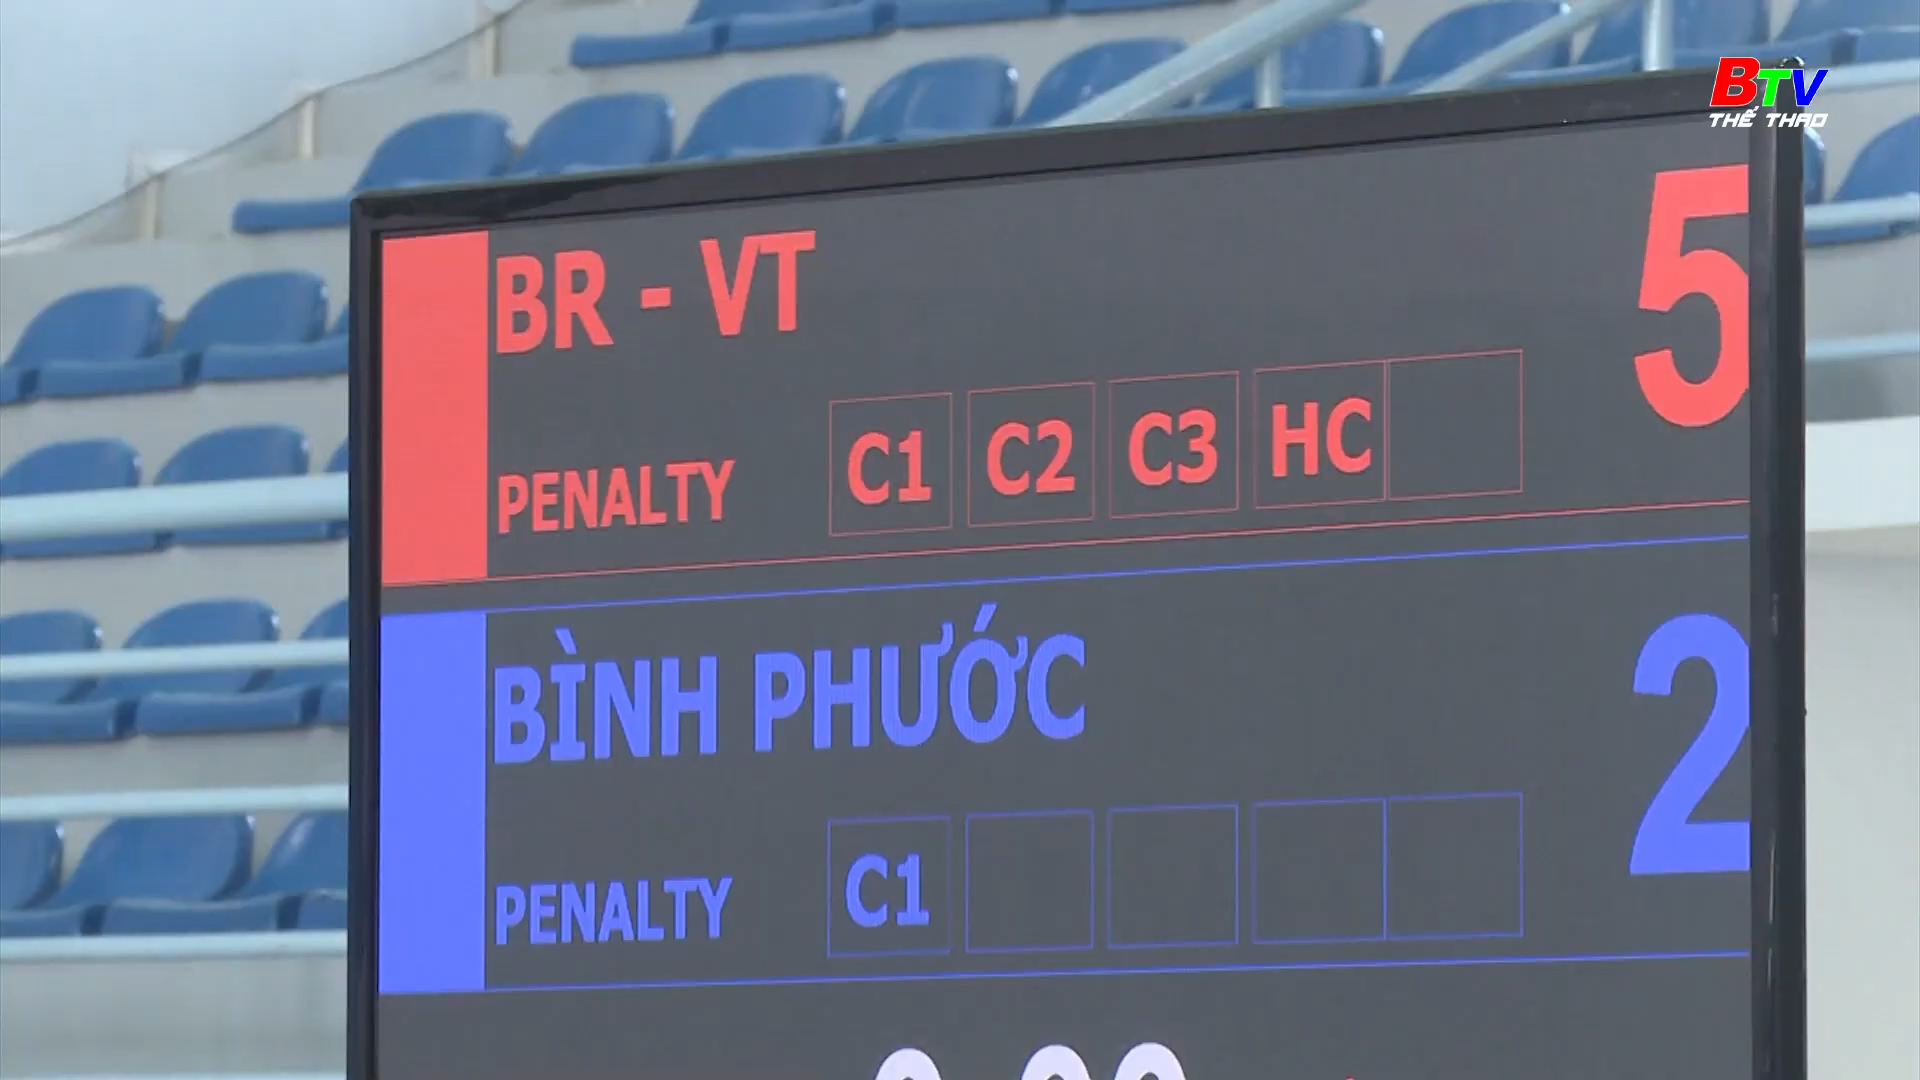 BTV
THỂ THAO
BR - VT
5
PENALTY C1 C2 C3 HC
BÌNH PHƯỚC
2
PENALTY C1